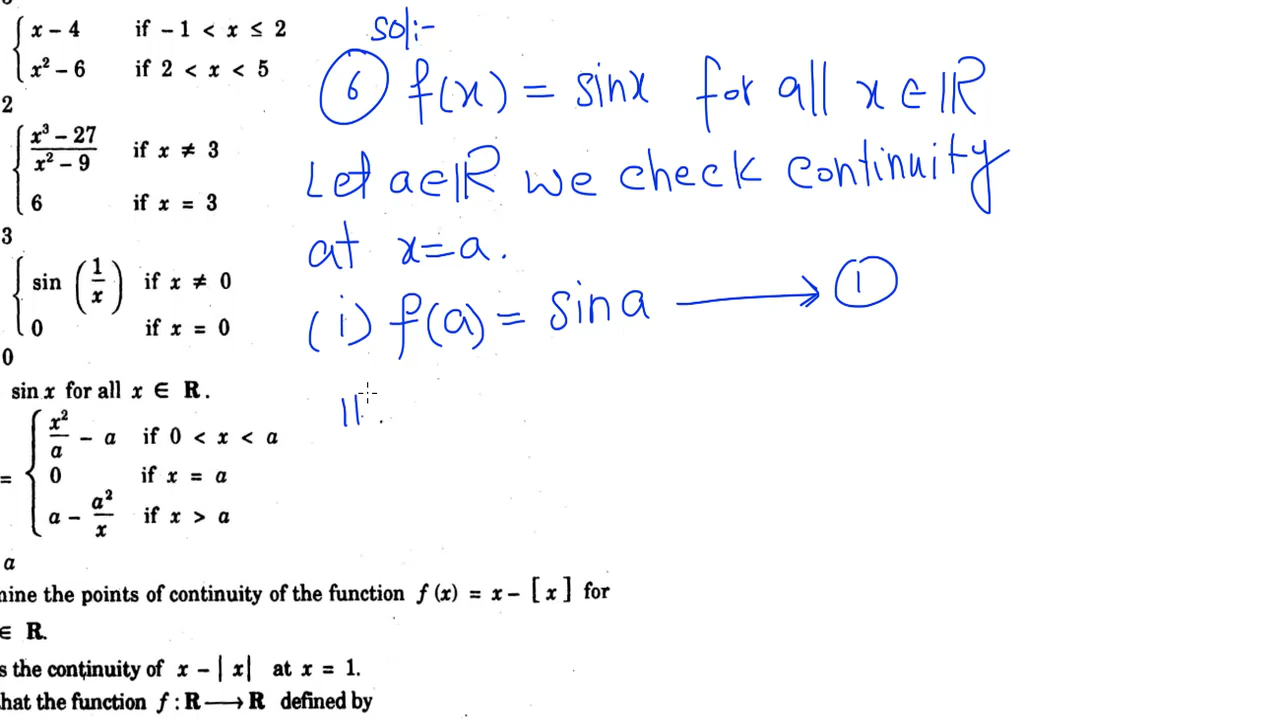 x − 4 if − 1 < x ≤ 2
x² − 6 if 2 < x < 5
2
x³ − 27 / x² − 9 if x ≠ 3
6 if x = 3
3
sin (1/x) if x ≠ 0
0 if x = 0
0
sin x for all x ∈ R.
x²/a − a if 0 < x < a
= 0 if x = a
a − a²/x if x > a
a
nine the points of continuity of the function f (x) = x − [x] for
∈ R.
s the continuity of x − | x| at x = 1.
hat the function f : R ⟶ R defined by
Sol:-
⑥ f(x) = sinx for all x ∈ ℝ
Let a∈ℝ we check continuity
at x=a.
(i) f(a) = sin a ⟶ ①